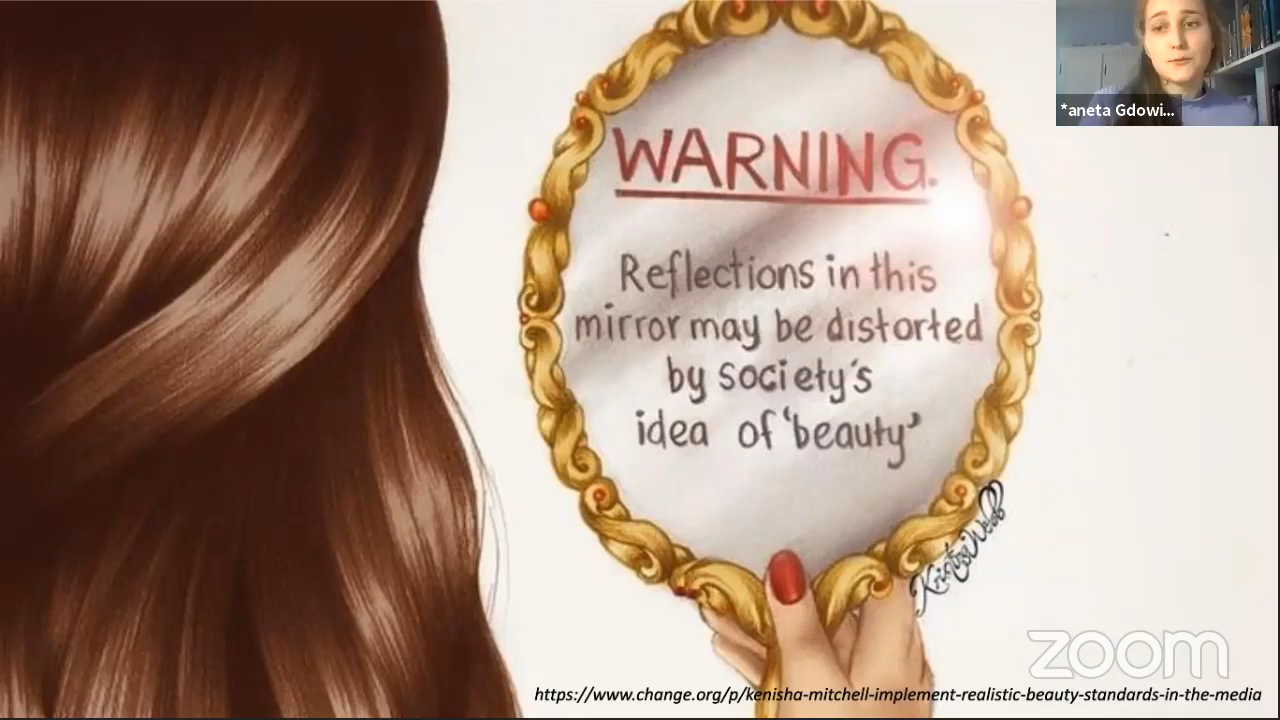 *aneta Gdowi...
WARNING.
Reflections in this
mirror may be distorted
by society's
idea of 'beauty'
KristinaWebb
zoom
https://www.change.org/p/kenisha-mitchell-implement-realistic-beauty-standards-in-the-media